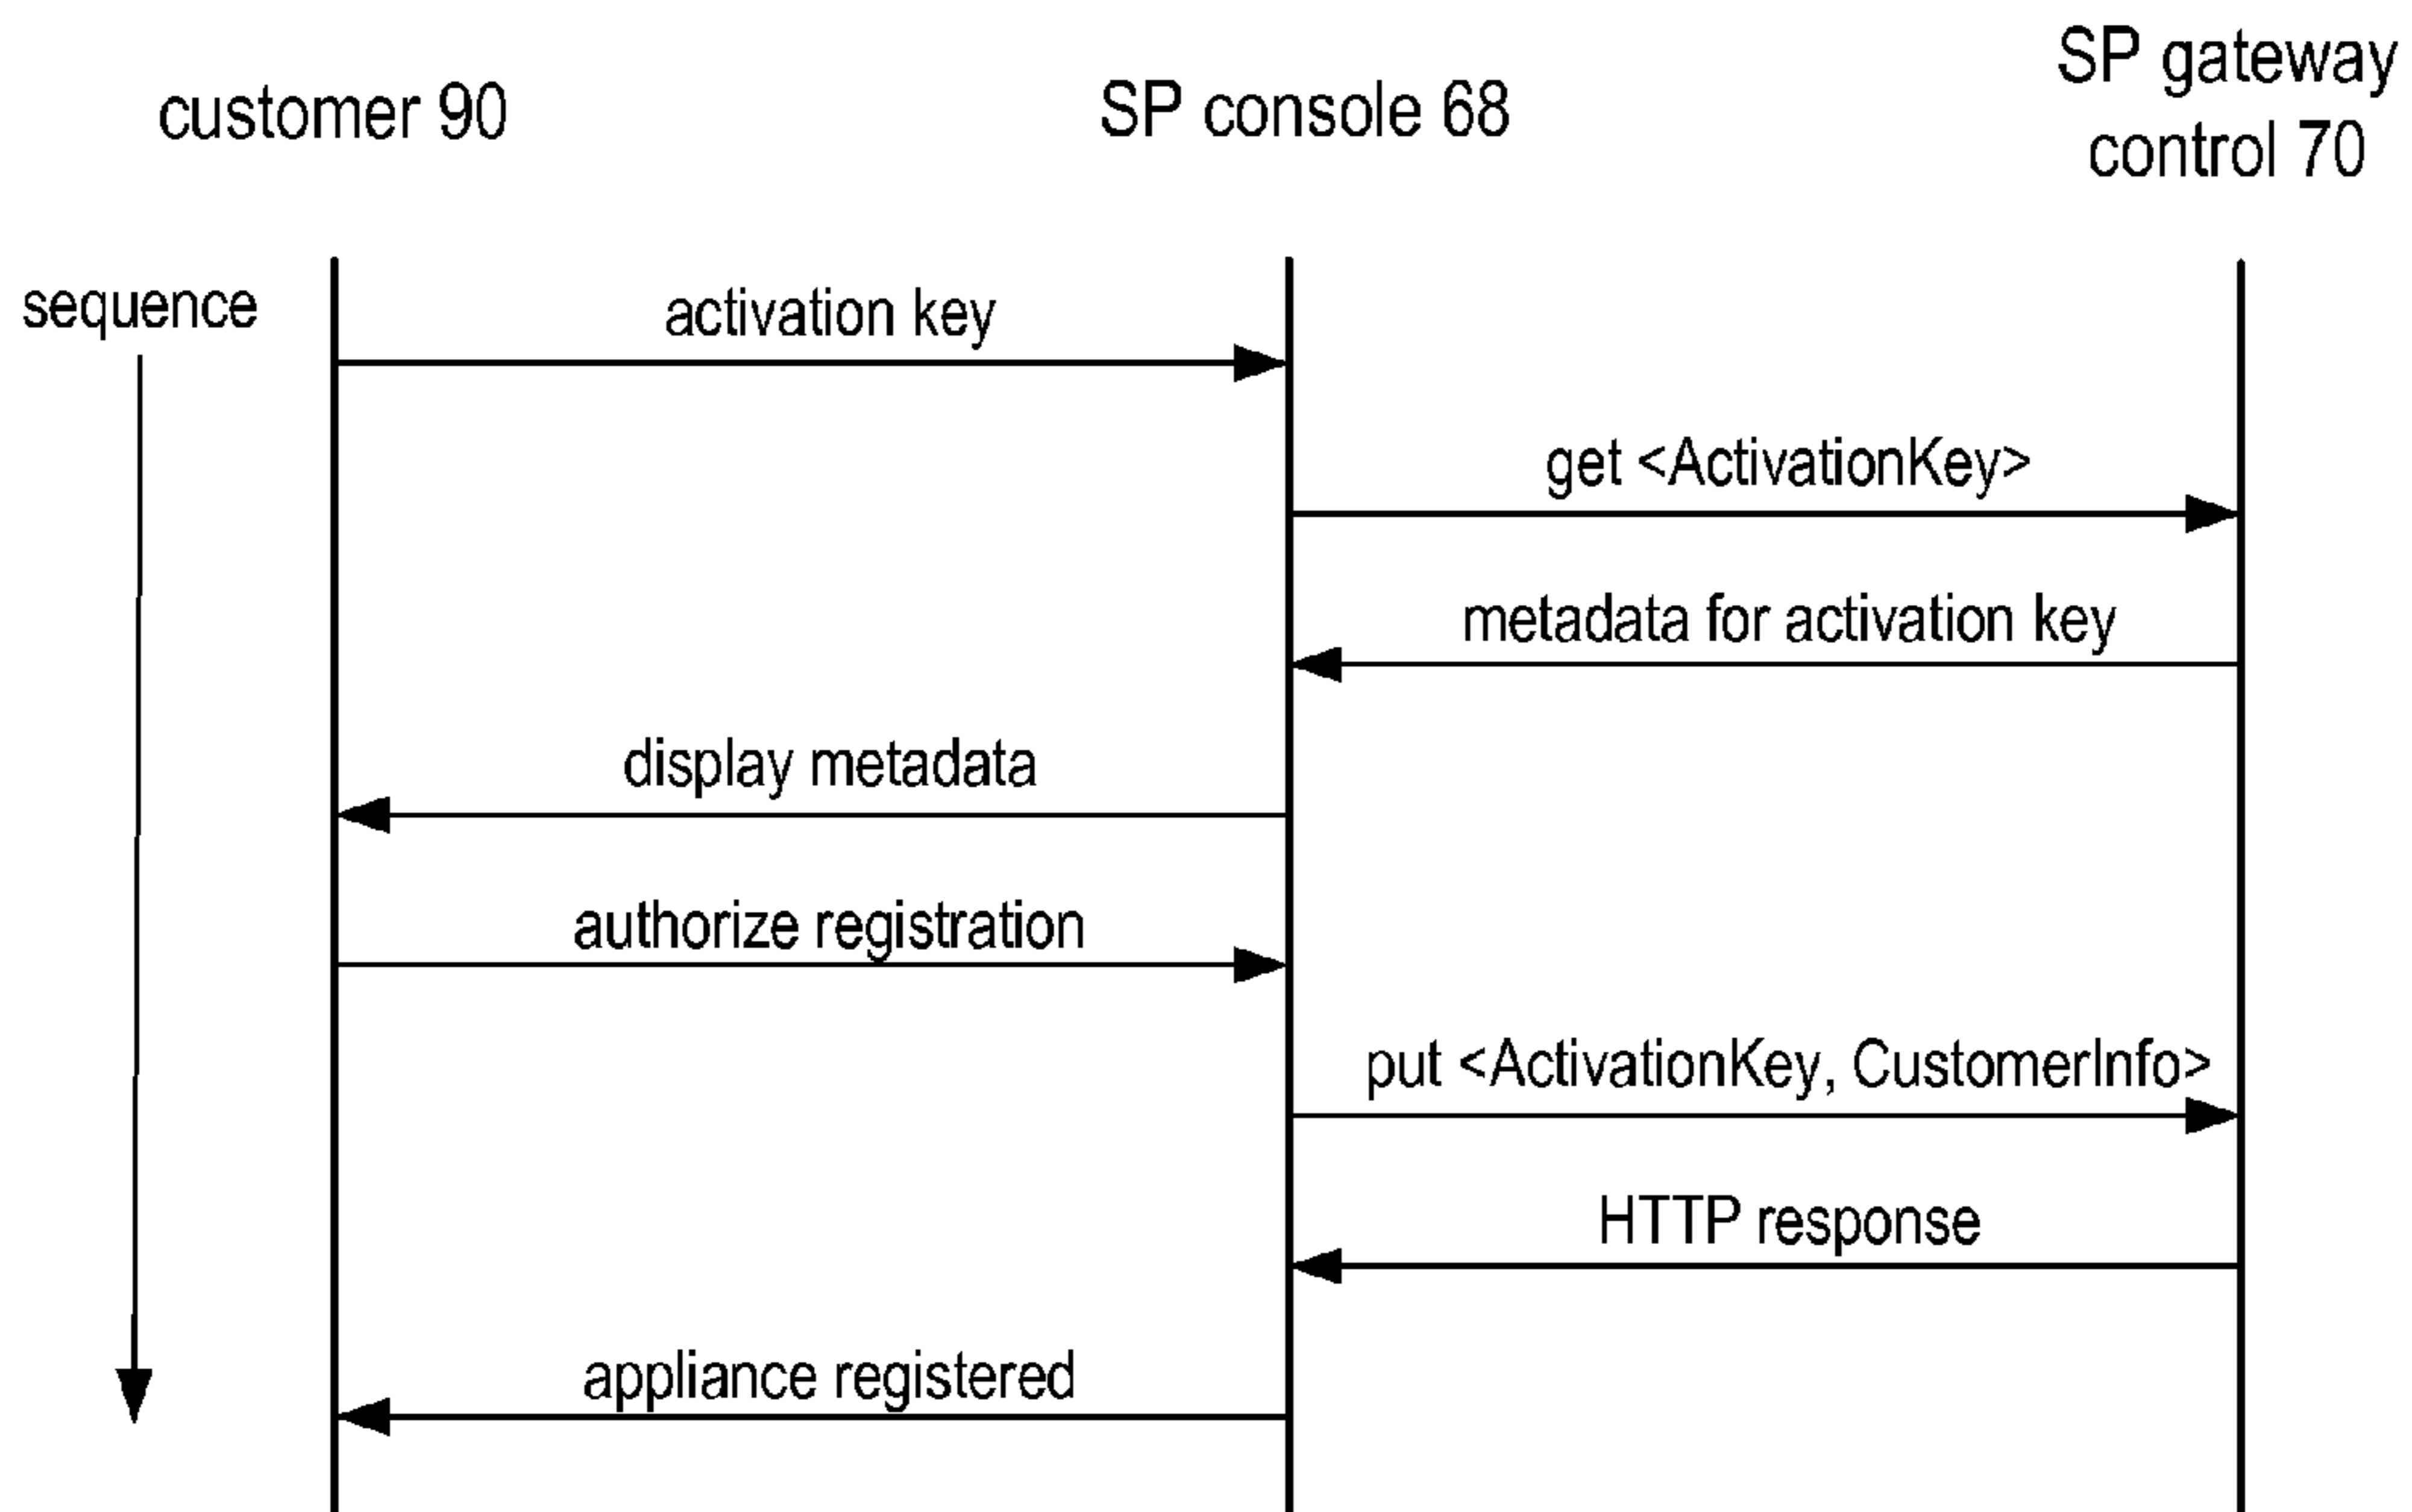 customer 90
SP console 68
SP gateway
control 70
sequence
activation key
get <ActivationKey>
metadata for activation key
display metadata
authorize registration
put <ActivationKey, CustomerInfo>
HTTP response
appliance registered